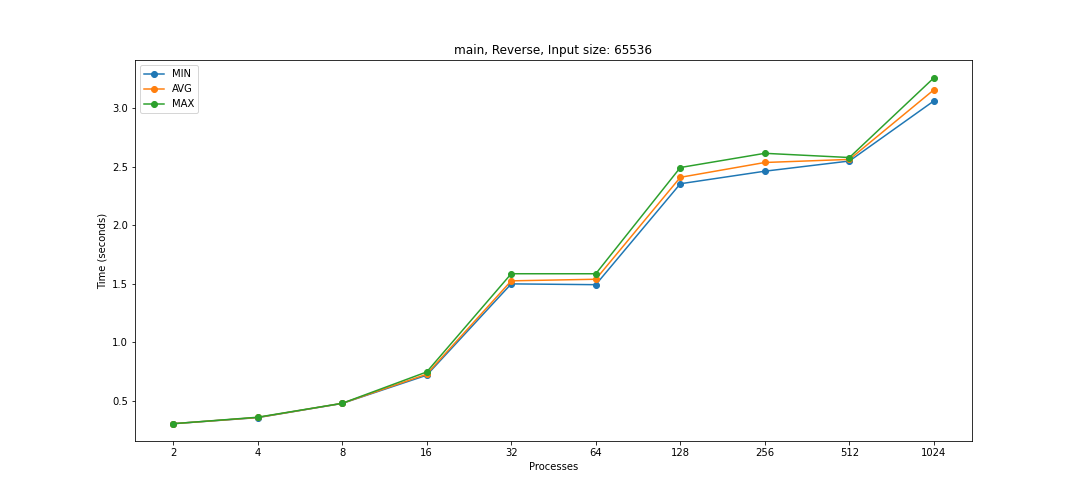 main, Reverse, Input size: 65536
MIN
AVG
MAX
Time (seconds)
3.0
2.5
2.0
1.5
1.0
0.5
2 4 8 16 32 64 128 256 512 1024
Processes